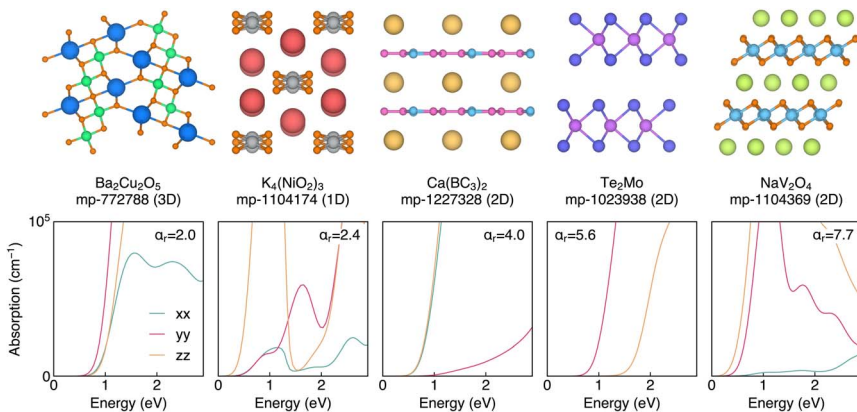 Ba₂Cu₂O₅
mp-772788 (3D)
K₄(NiO₂)₃
mp-1104174 (1D)
Ca(BC₃)₂
mp-1227328 (2D)
Te₂Mo
mp-1023938 (2D)
NaV₂O₄
mp-1104369 (2D)
Absorption (cm⁻¹)
10⁵
0
αᵣ=2.0
xx
yy
zz
0 1 2
Energy (eV)
αᵣ=2.4
0 1 2
Energy (eV)
αᵣ=4.0
0 1 2
Energy (eV)
αᵣ=5.6
0 1 2
Energy (eV)
αᵣ=7.7
0 1 2
Energy (eV)